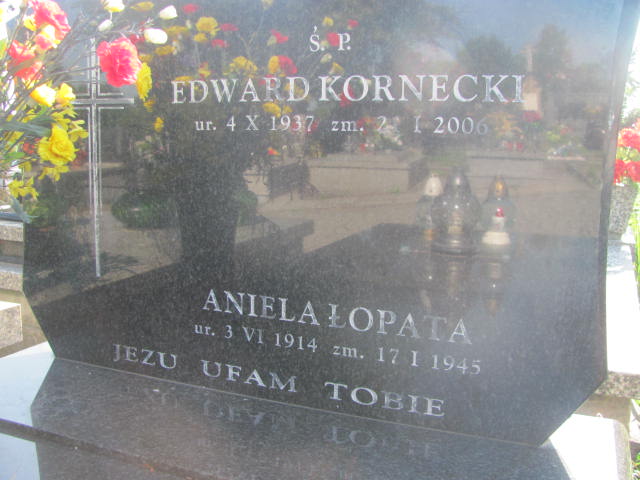 Ś. P.
EDWARD KORNECKI
ur. 4 X 1937 zm. I 2006
ANIELA ŁOPATA
ur. 3 VI 1914 zm. 17 I 1945
JEZU UFAM TOBIE